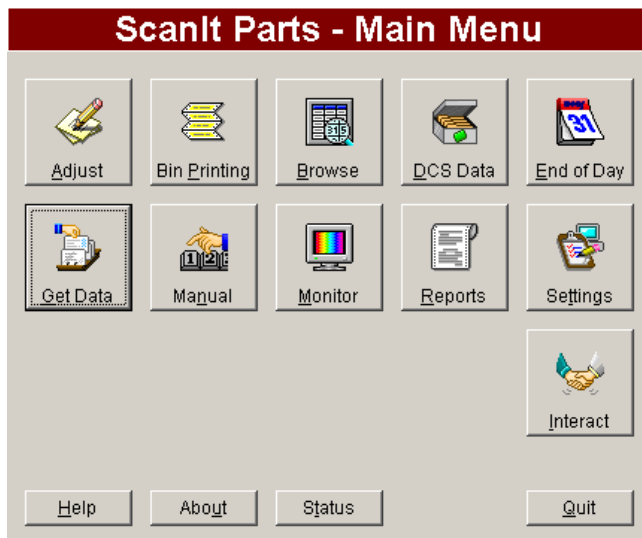 ScanIt Parts - Main Menu
Adjust
Bin Printing
Browse
DCS Data
End of Day
31
Get Data
Manual
Monitor
Reports
Settings
Interact
Help
About
Status
Quit